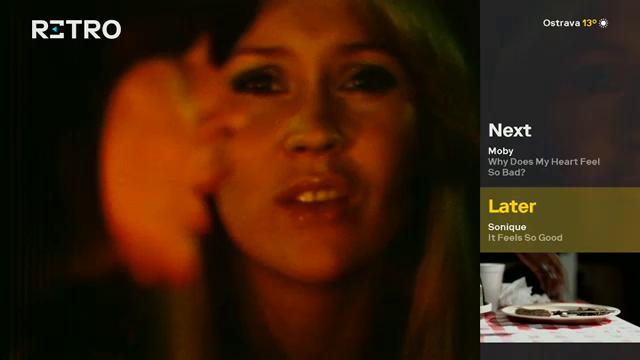 RETRO
Ostrava 13°
Next
Moby
Why Does My Heart Feel
So Bad?
Later
Sonique
It Feels So Good